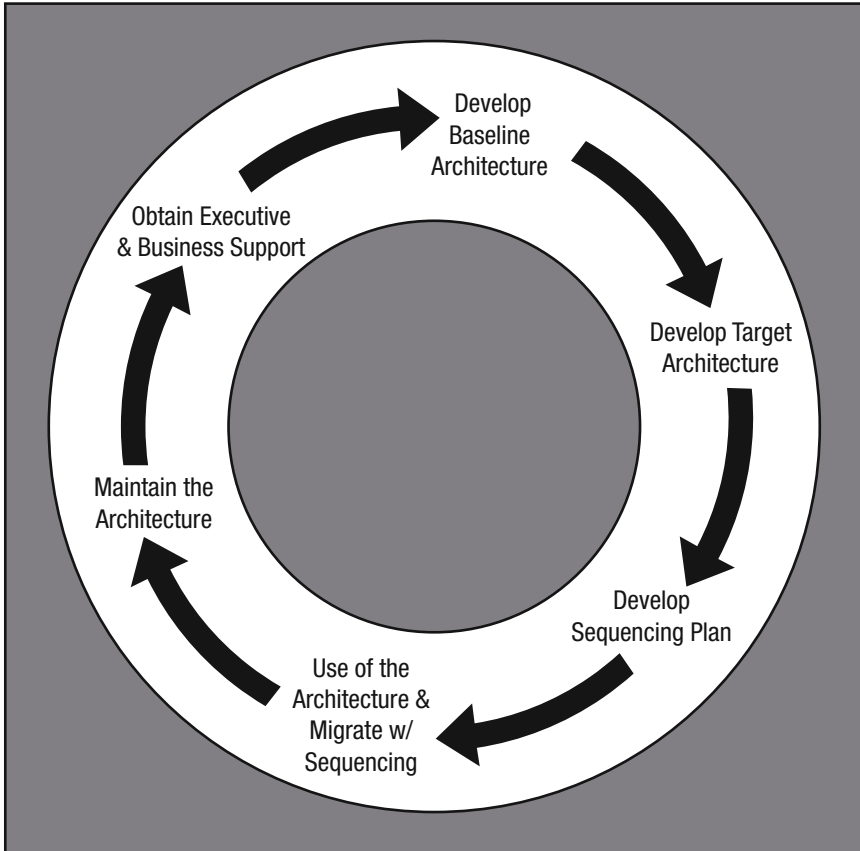 Develop
Baseline
Architecture
Develop Target
Architecture
Develop
Sequencing Plan
Use of the
Architecture &
Migrate w/
Sequencing
Maintain the
Architecture
Obtain Executive
& Business Support